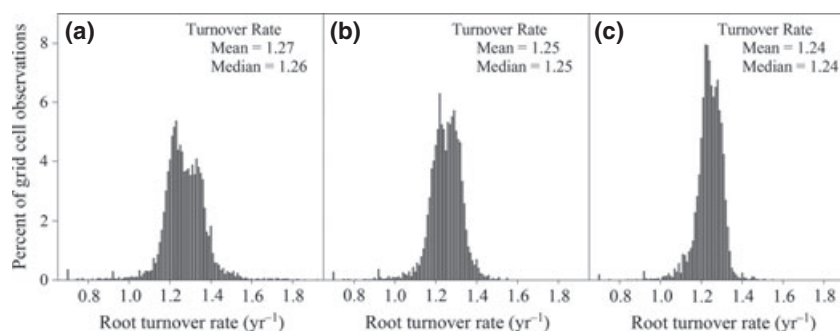 (a) Turnover Rate
Mean = 1.27
Median = 1.26
(b) Turnover Rate
Mean = 1.25
Median = 1.25
(c) Turnover Rate
Mean = 1.24
Median = 1.24
Percent of grid cell observations
8
6
4
2
0
0.8 1.0 1.2 1.4 1.6 1.8
0.8 1.0 1.2 1.4 1.6 1.8
0.8 1.0 1.2 1.4 1.6 1.8
Root turnover rate (yr⁻¹)
Root turnover rate (yr⁻¹)
Root turnover rate (yr⁻¹)